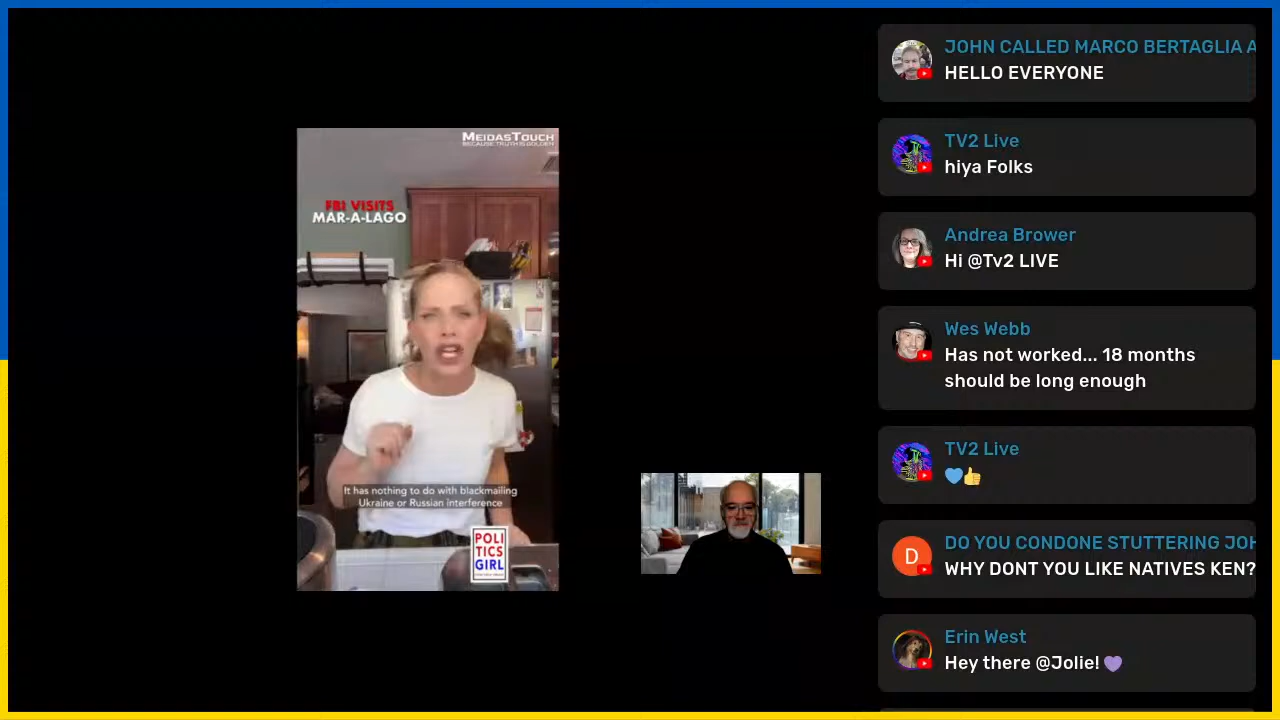 MEIDASTOUCH
BECAUSE TRUTH IS GOLDEN
FBI VISITS
MAR-A-LAGO
It has nothing to do with blackmailing
Ukraine or Russian interference
POLI
TICS
GIRL
JOHN CALLED MARCO BERTAGLIA A
HELLO EVERYONE
TV2 Live
hiya Folks
Andrea Brower
Hi @Tv2 LIVE
Wes Webb
Has not worked... 18 months
should be long enough
TV2 Live
💙👍
D
DO YOU CONDONE STUTTERING JOH
WHY DONT YOU LIKE NATIVES KEN?
Erin West
Hey there @Jolie! 💜